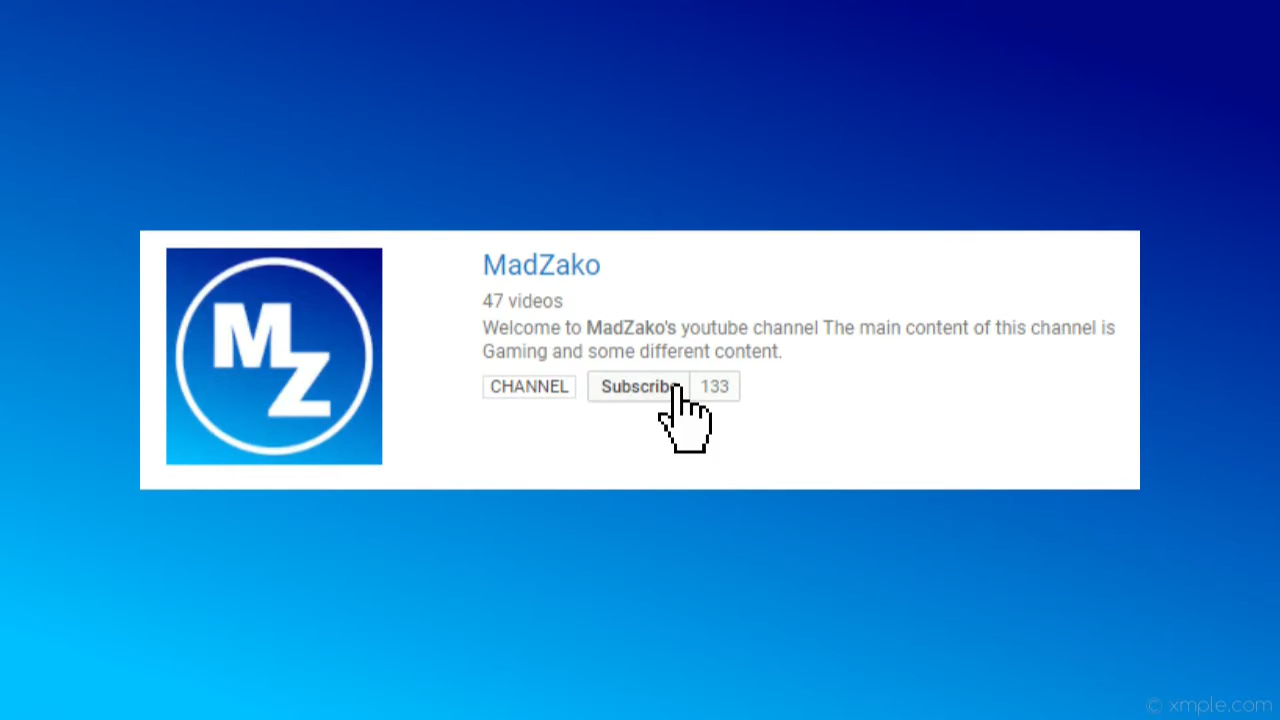 M
Z
MadZako
47 videos
Welcome to MadZako's youtube channel The main content of this channel is
Gaming and some different content.
CHANNEL Subscribe 133
© xmple.com